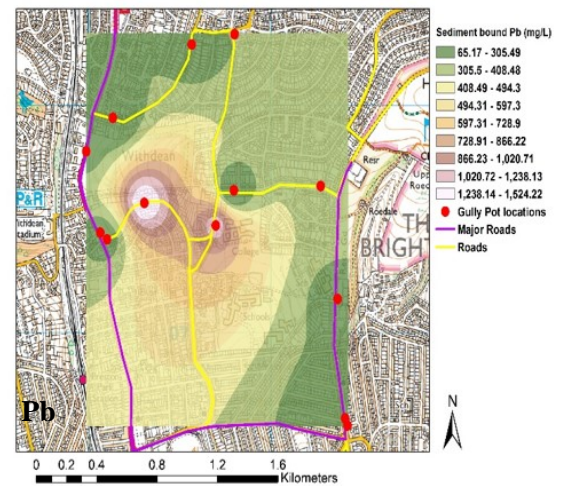 Sediment bound Pb (mg/L)
65.17 - 305.49
305.5 - 408.48
408.49 - 494.3
494.31 - 597.3
597.31 - 728.9
728.91 - 866.22
866.23 - 1,020.71
1,020.72 - 1,238.13
1,238.14 - 1,524.22
Gully Pot locations
Major Roads
Roads
Withdean
P&R
Resr
Roedale
TH
BRIGHT
Schools
Pb
N
0 0.2 0.4 0.8 1.2 1.6
Kilometers